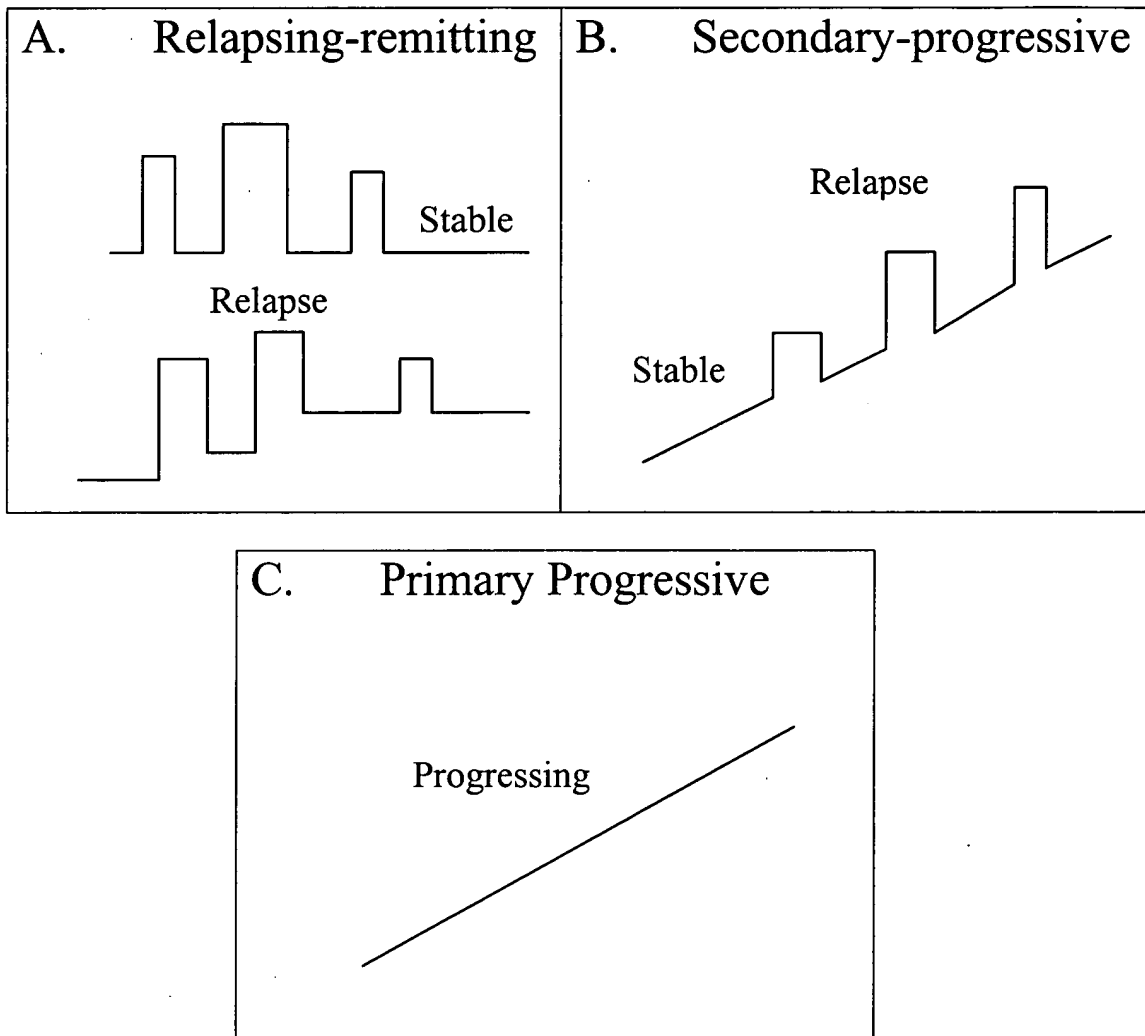 A. Relapsing-remitting
Stable
Relapse
B. Secondary-progressive
Relapse
Stable
C. Primary Progressive
Progressing